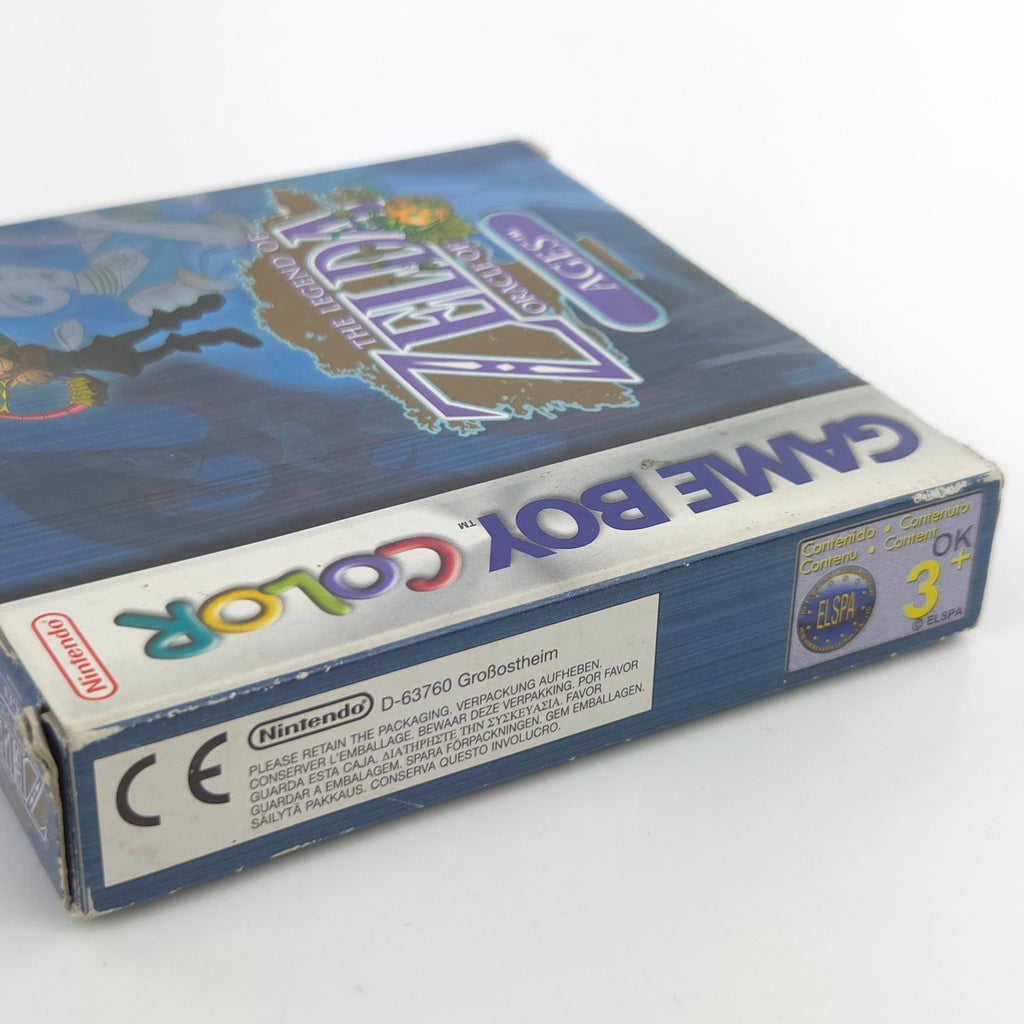 THE LEGEND OF
ZELDA
ORACLE OF
AGES™
GAME BOY COLOR™
Nintendo
Contenido • Contenuto
Contenu • Content
OK
3+
ELSPA
© ELSPA
CE
Nintendo D-63760 Großostheim
PLEASE RETAIN THE PACKAGING. VERPACKUNG AUFHEBEN.
CONSERVER L'EMBALLAGE. BEWAAR DEZE VERPAKKING. POR FAVOR
GUARDA ESTA CAJA. ΔΙΑΤΗΡΗΣΤΕ ΤΗΝ ΣΥΣΚΕΥΑΣΙΑ. FAVOR
GUARDAR A EMBALAGEM. SPARA FÖRPACKNINGEN. GEM EMBALLAGEN.
SÄILYTÄ PAKKAUS. CONSERVA QUESTO INVOLUCRO.